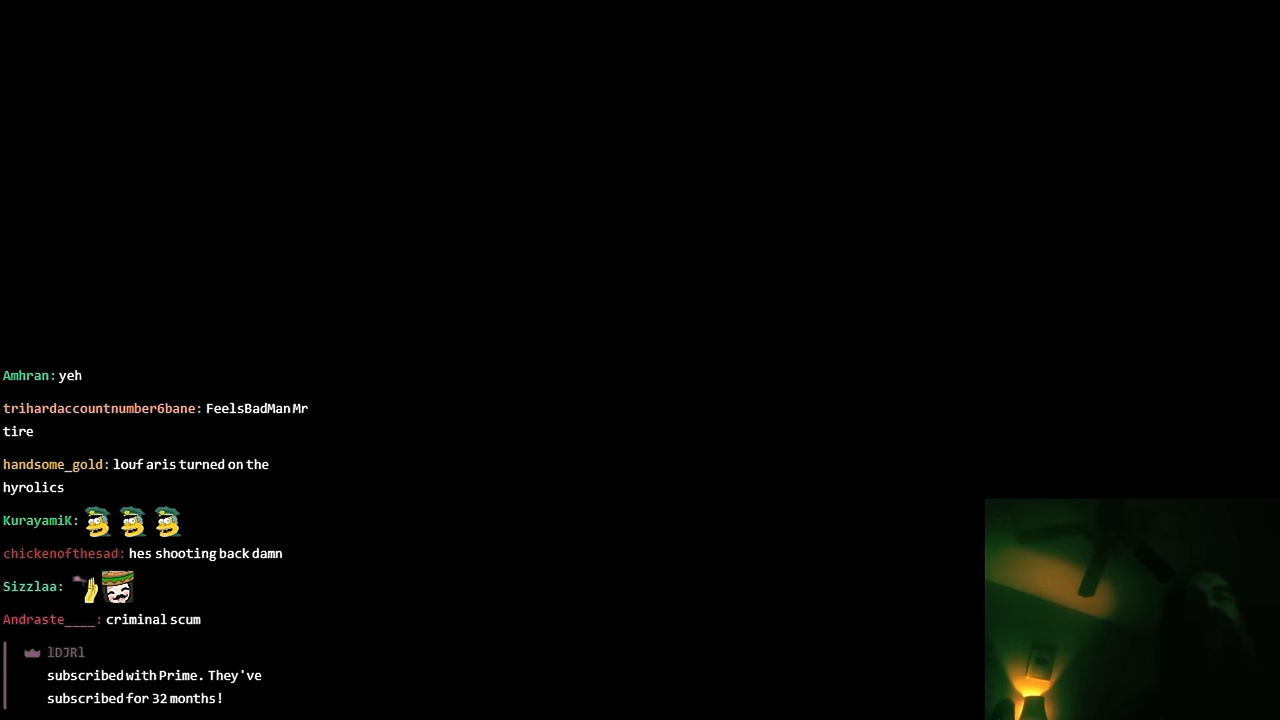 Amhran: yeh
trihardaccountnumber6bane: FeelsBadMan Mr
tire
handsome_gold: louf aris turned on the
hyrolics
KurayamiK:
chickenofthesad: hes shooting back damn
Sizzlaa:
Andraste____: criminal scum
lDJRl
subscribed with Prime. They've
subscribed for 32 months!